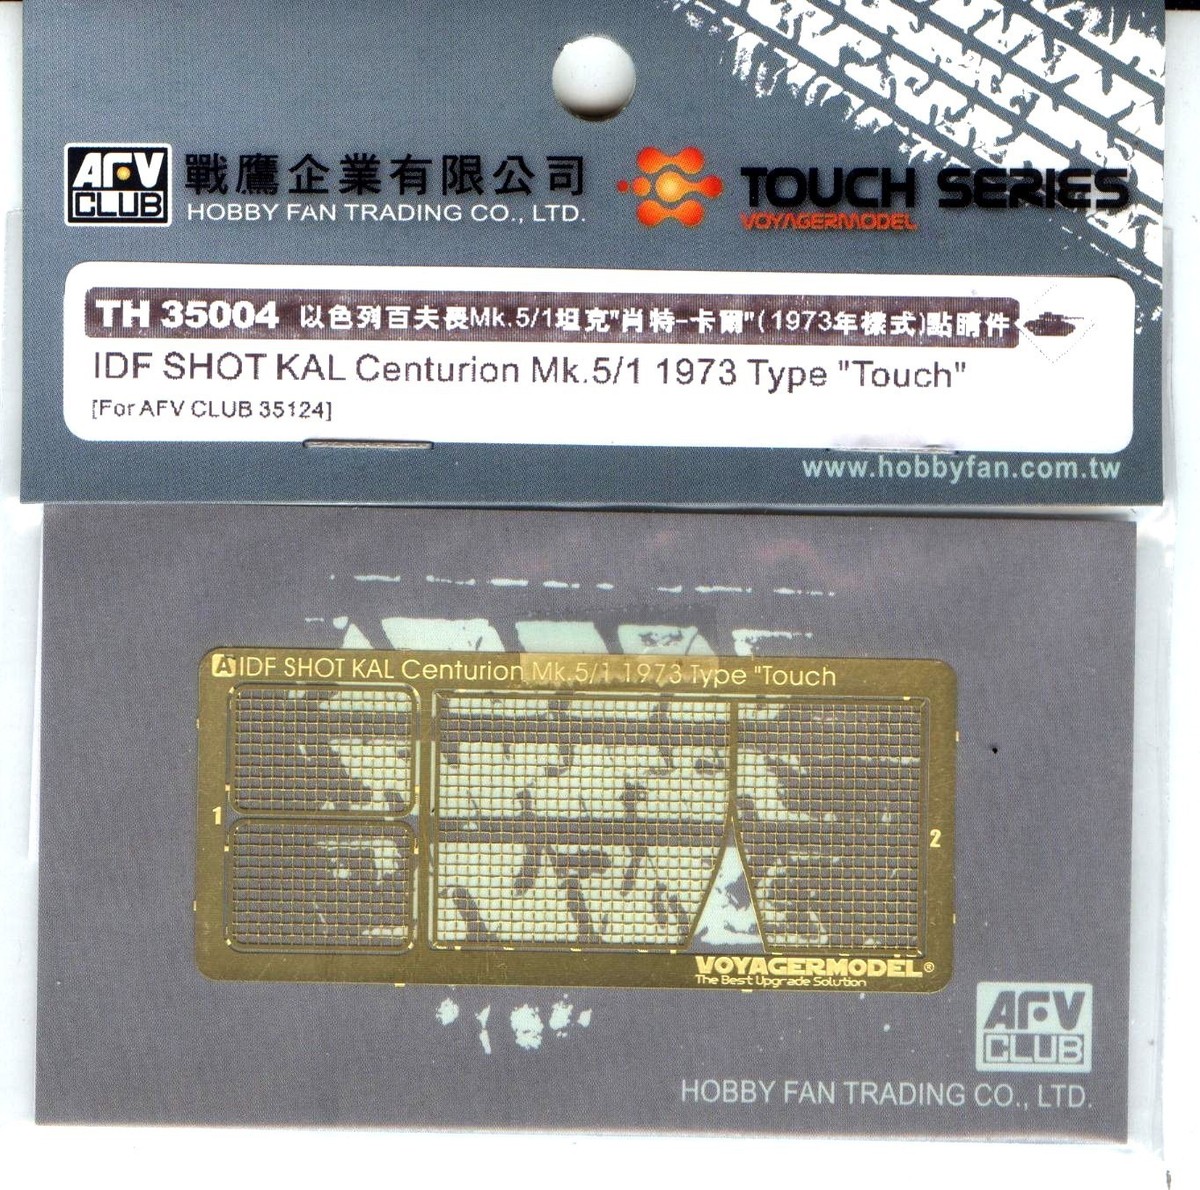 AFV
CLUB
戰鷹企業有限公司
HOBBY FAN TRADING CO., LTD.
TOUCH SERIES
VOYAGERMODEL
TH 35004 以色列百夫長Mk.5/1坦克"肖特-卡爾"(1973年樣式)點睛件
IDF SHOT KAL Centurion Mk.5/1 1973 Type "Touch"
[For AFV CLUB 35124]
www.hobbyfan.com.tw
A IDF SHOT KAL Centurion Mk.5/1 1973 Type "Touch
1
2
VOYAGERMODEL®
The Best Upgrade Solution
AFV
CLUB
HOBBY FAN TRADING CO., LTD.